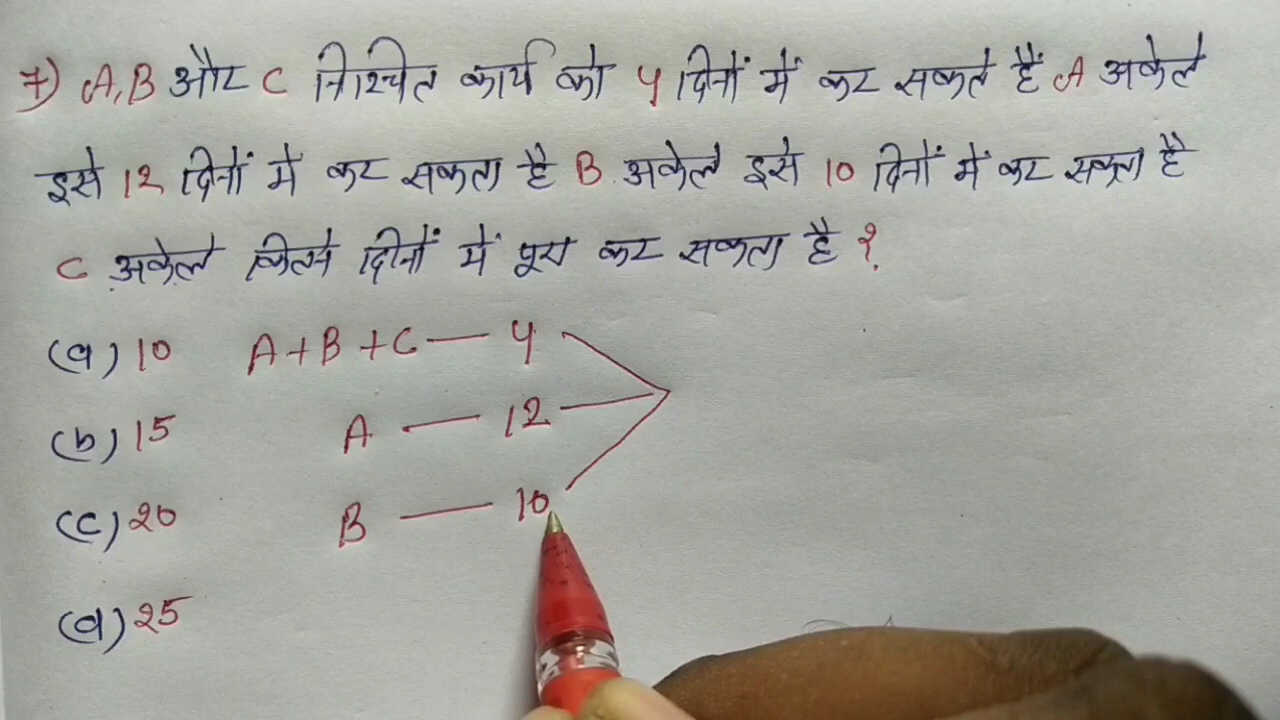 7) A, B और C निश्चित कार्य को 4 दिनों में कर सकते हैं A अकेले
इसे 12 दिनों में कर सकता है B अकेले इसे 10 दिनों में कर सकता है
C अकेले कितने दीनों में पूरा कर सकता है ?
(a) 10 A + B + C — 4
(b) 15 A — 12
(c) 20 B — 10
(d) 25